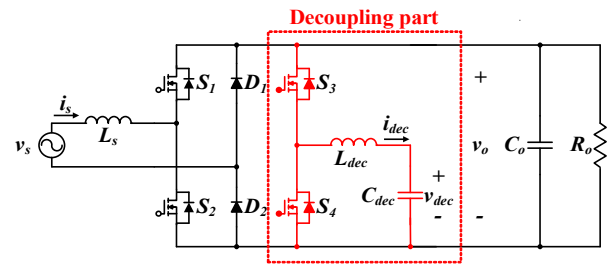 Decoupling part
S1
D1
S3
+
is
idec
Ls
vs
Ldec
vo
Co
Ro
+
S2
D2
S4
Cdec
vdec
-
-